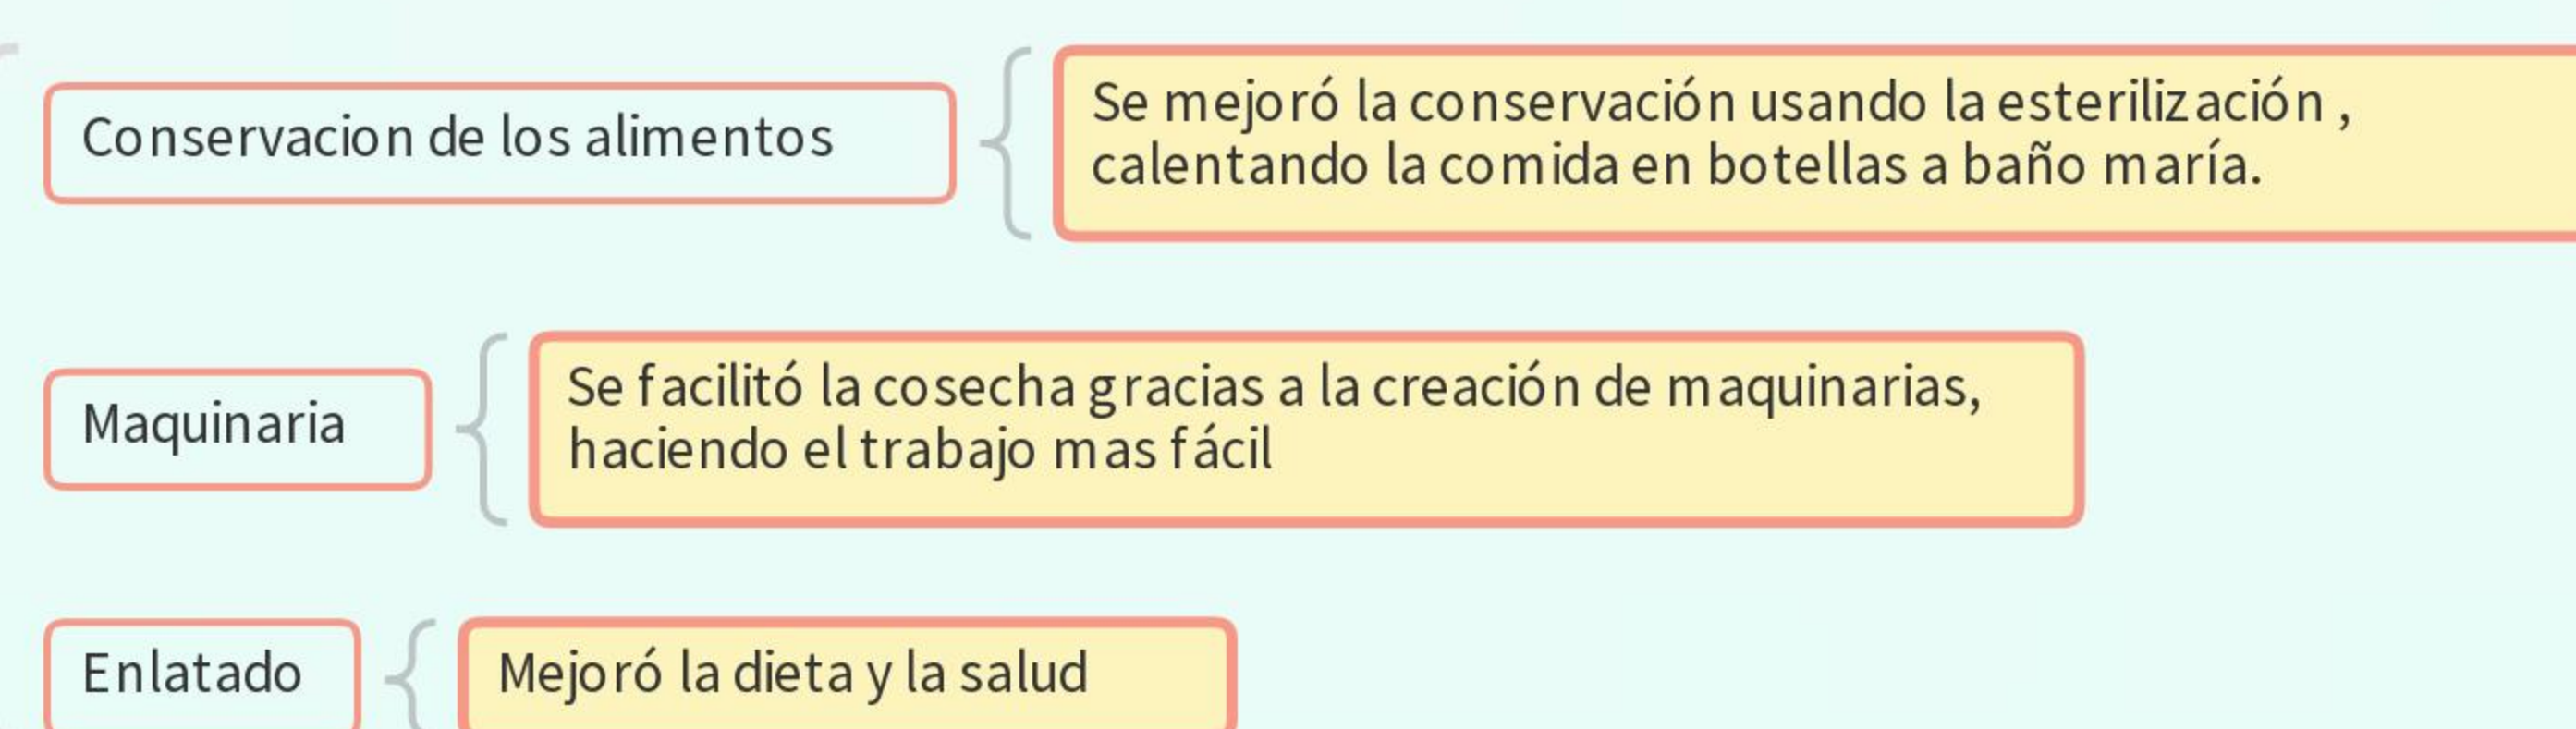 Conservacion de los alimentos
Se mejoró la conservación usando la esterilización ,
calentando la comida en botellas a baño maría.
Maquinaria
Se facilitó la cosecha gracias a la creación de maquinarias,
haciendo el trabajo mas fácil
Enlatado
Mejoró la dieta y la salud